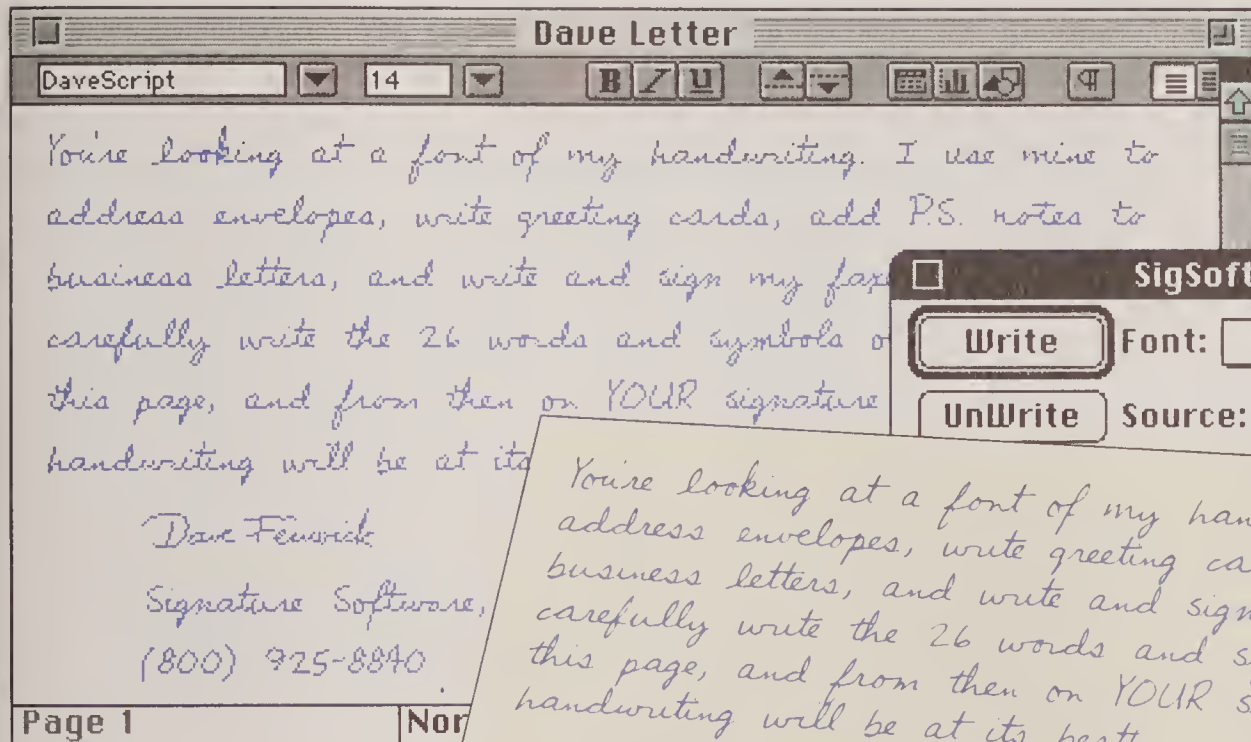 Dave Letter
DaveScript 14 B I U ¶
You're looking at a font of my handwriting. I use mine to
address envelopes, write greeting cards, add P.S. notes to
business letters, and write and sign my faxe
carefully write the 26 words and symbols o
this page, and from then on YOUR signature
handwriting will be at its
Dave Fenwick
Signature Software,
(800) 925-8840
Page 1 Nor
SigSoft
Write Font:
UnWrite Source:
You're looking at a font of my han
address envelopes, write greeting ca
business letters, and write and sign
carefully write the 26 words and s
this page, and from then on YOUR s
handwriting will be at its best!